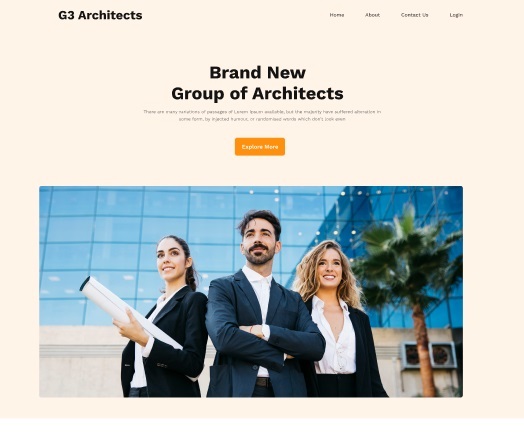 G3 Architects
Home About Contact Us Login
Brand New
Group of Architects
There are many variations of passages of Lorem Ipsum available, but the majority have suffered alteration in
some form, by injected humour, or randomised words which don't look even
Explore More